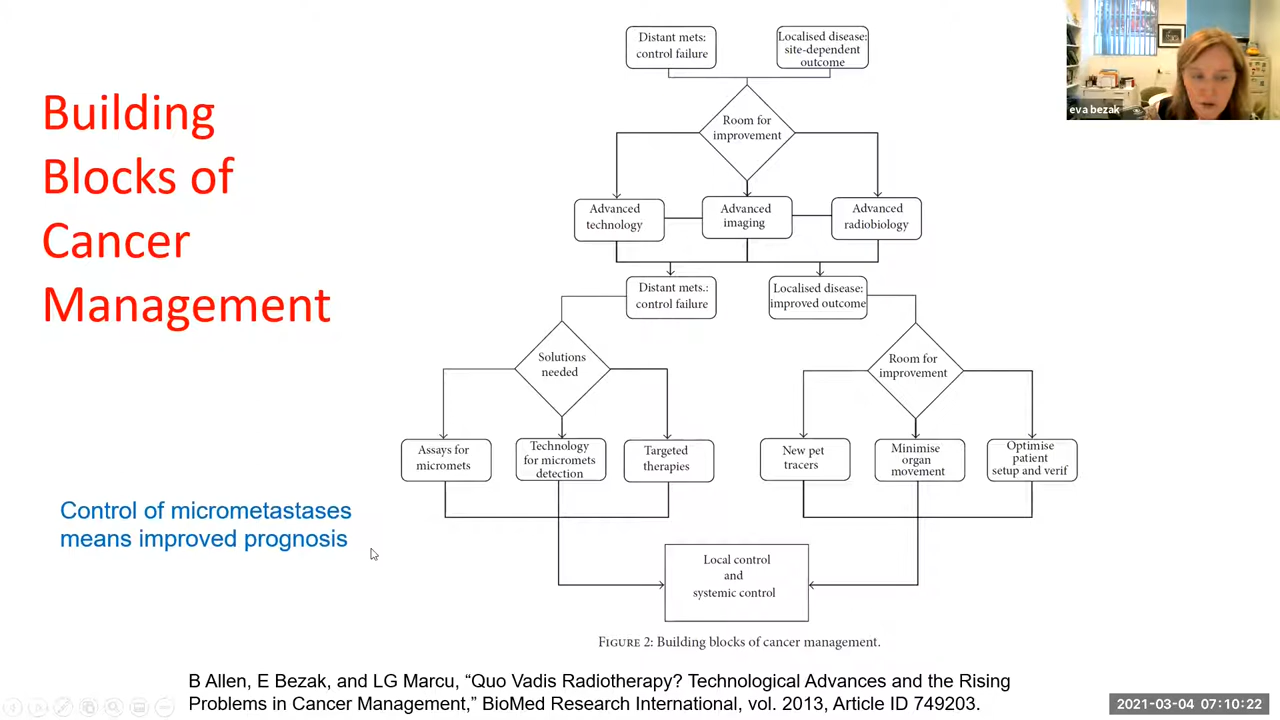 Building
Blocks of
Cancer
Management
Control of micrometastases
means improved prognosis
Distant mets:
control failure
Localised disease:
site-dependent
outcome
Room for
improvement
Advanced
technology
Advanced
imaging
Advanced
radiobiology
Distant mets.:
control failure
Localised disease:
improved outcome
Solutions
needed
Room for
improvement
Assays for
micromets
Technology
for micromets
detection
Targeted
therapies
New pet
tracers
Minimise
organ
movement
Optimise
patient
setup and verif
Local control
and
systemic control
FIGURE 2: Building blocks of cancer management.
B Allen, E Bezak, and LG Marcu, “Quo Vadis Radiotherapy? Technological Advances and the Rising
Problems in Cancer Management,” BioMed Research International, vol. 2013, Article ID 749203.
eva bezak
2021-03-04 07:10:22